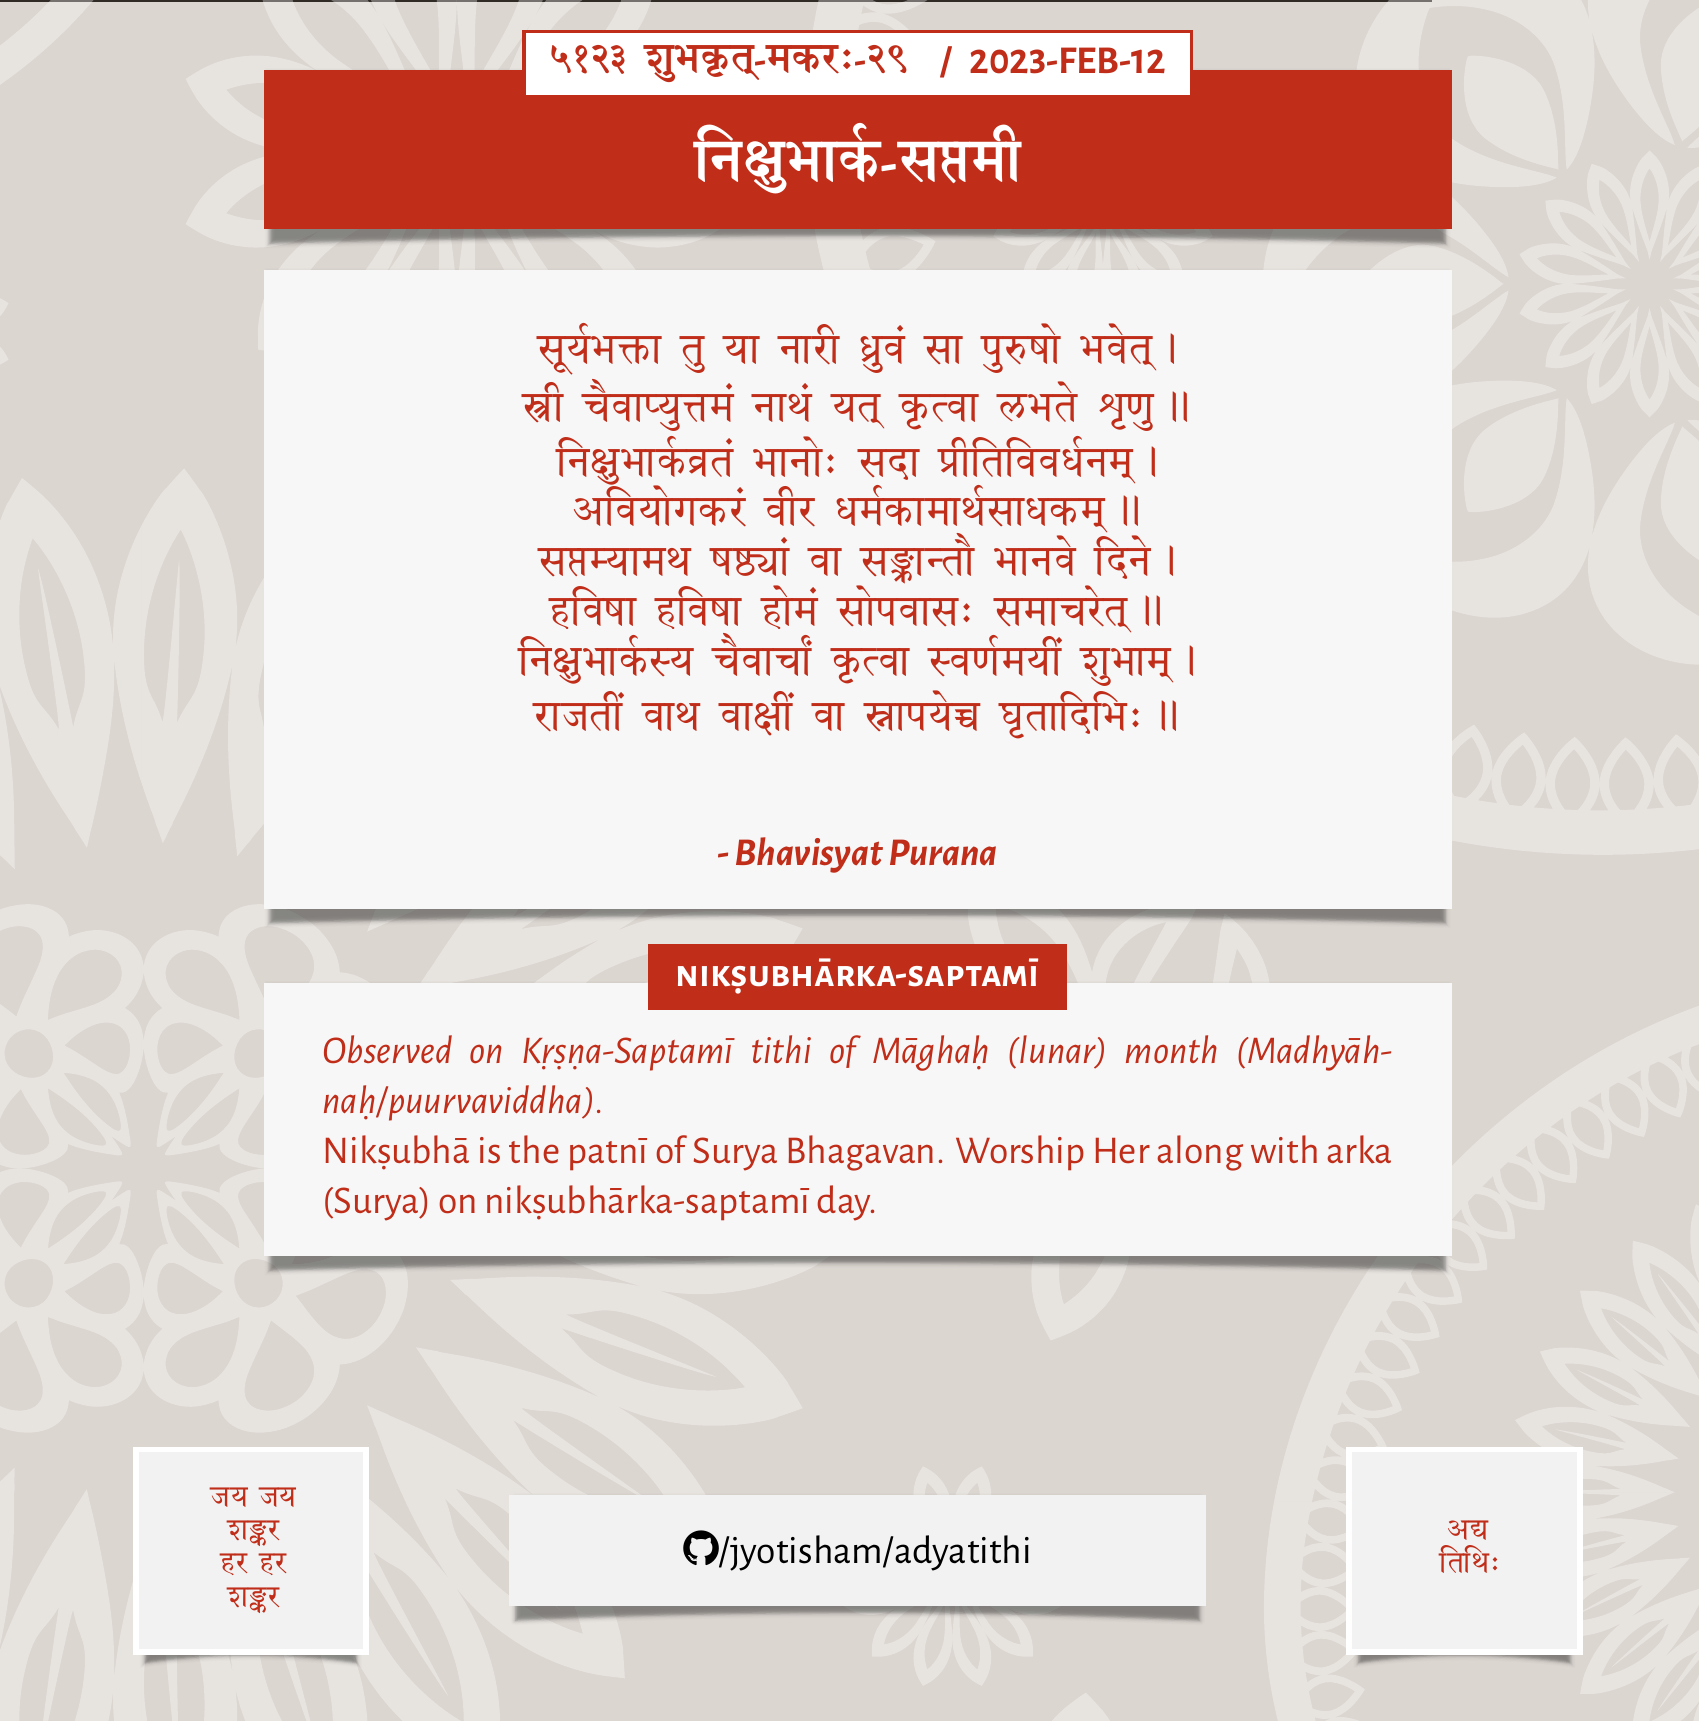 ५१२३ शुभकृत्-मकरः-२९ / 2023-FEB-12
निक्षुभार्क-सप्तमी
सूर्यभक्ता तु या नारी ध्रुवं सा पुरुषो भवेत्।
स्त्री चैवाप्युत्तमं नाथं यत् कृत्वा लभते शृणु॥
निक्षुभार्कव्रतं भानोः सदा प्रीतिविवर्धनम्।
अवियोगकरं वीर धर्मकामार्थसाधकम्॥
सप्तम्यामथ षष्ठ्यां वा सङ्क्रान्तौ भानवे दिने।
हविषा हविषा होमं सोपवासः समाचरेत्॥
निक्षुभार्कस्य चैवार्चां कृत्वा स्वर्णमयीं शुभाम्।
राजतीं वाथ वार्क्षीं वा स्नापयेच्च घृतादिभिः॥
- Bhavisyat Purana
NIKṢUBHĀRKA-SAPTAMĪ
Observed on Kṛṣṇa-Saptamī tithi of Māghaḥ (lunar) month (Madhyāh-
naḥ/puurvaviddha).
Nikṣubhā is the patnī of Surya Bhagavan. Worship Her along with arka
(Surya) on nikṣubhārka-saptamī day.
जय जय
शङ्कर
हर हर
शङ्कर
/jyotisham/adyatithi
अद्य
तिथिः